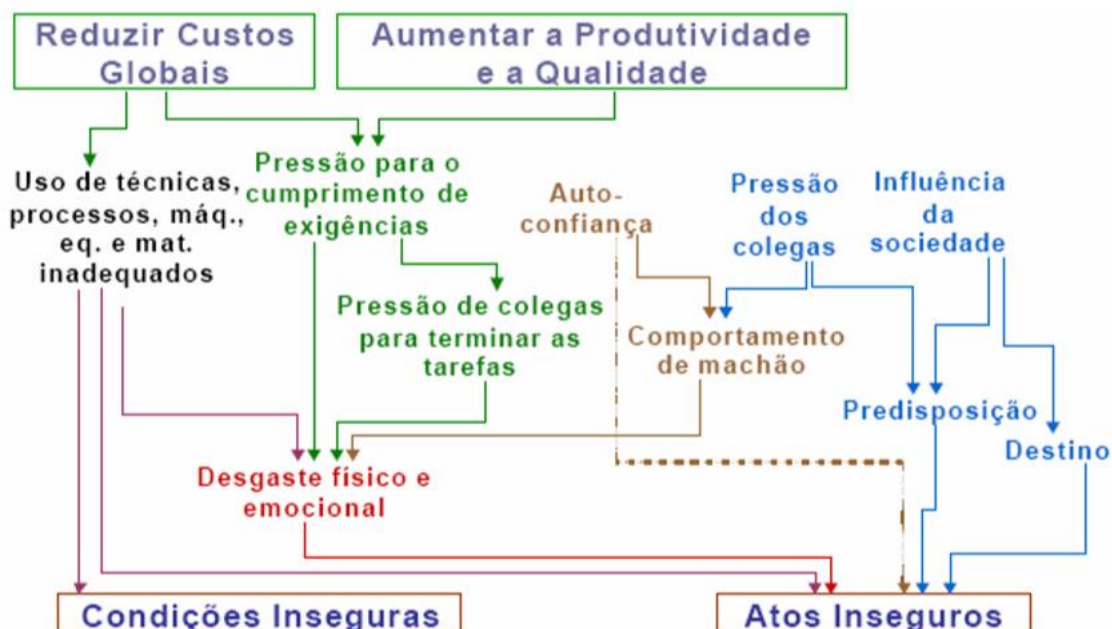 Reduzir Custos
Globais
Aumentar a Produtividade
e a Qualidade
Uso de técnicas,
processos, máq.,
eq. e mat.
inadequados
Pressão para o
cumprimento de
exigências
Auto-
confiança
Pressão
dos
colegas
Influência
da
sociedade
Pressão de colegas
para terminar as
tarefas
Comportamento
de machão
Predisposição
Destino
Desgaste físico e
emocional
Condições Inseguras
Atos Inseguros